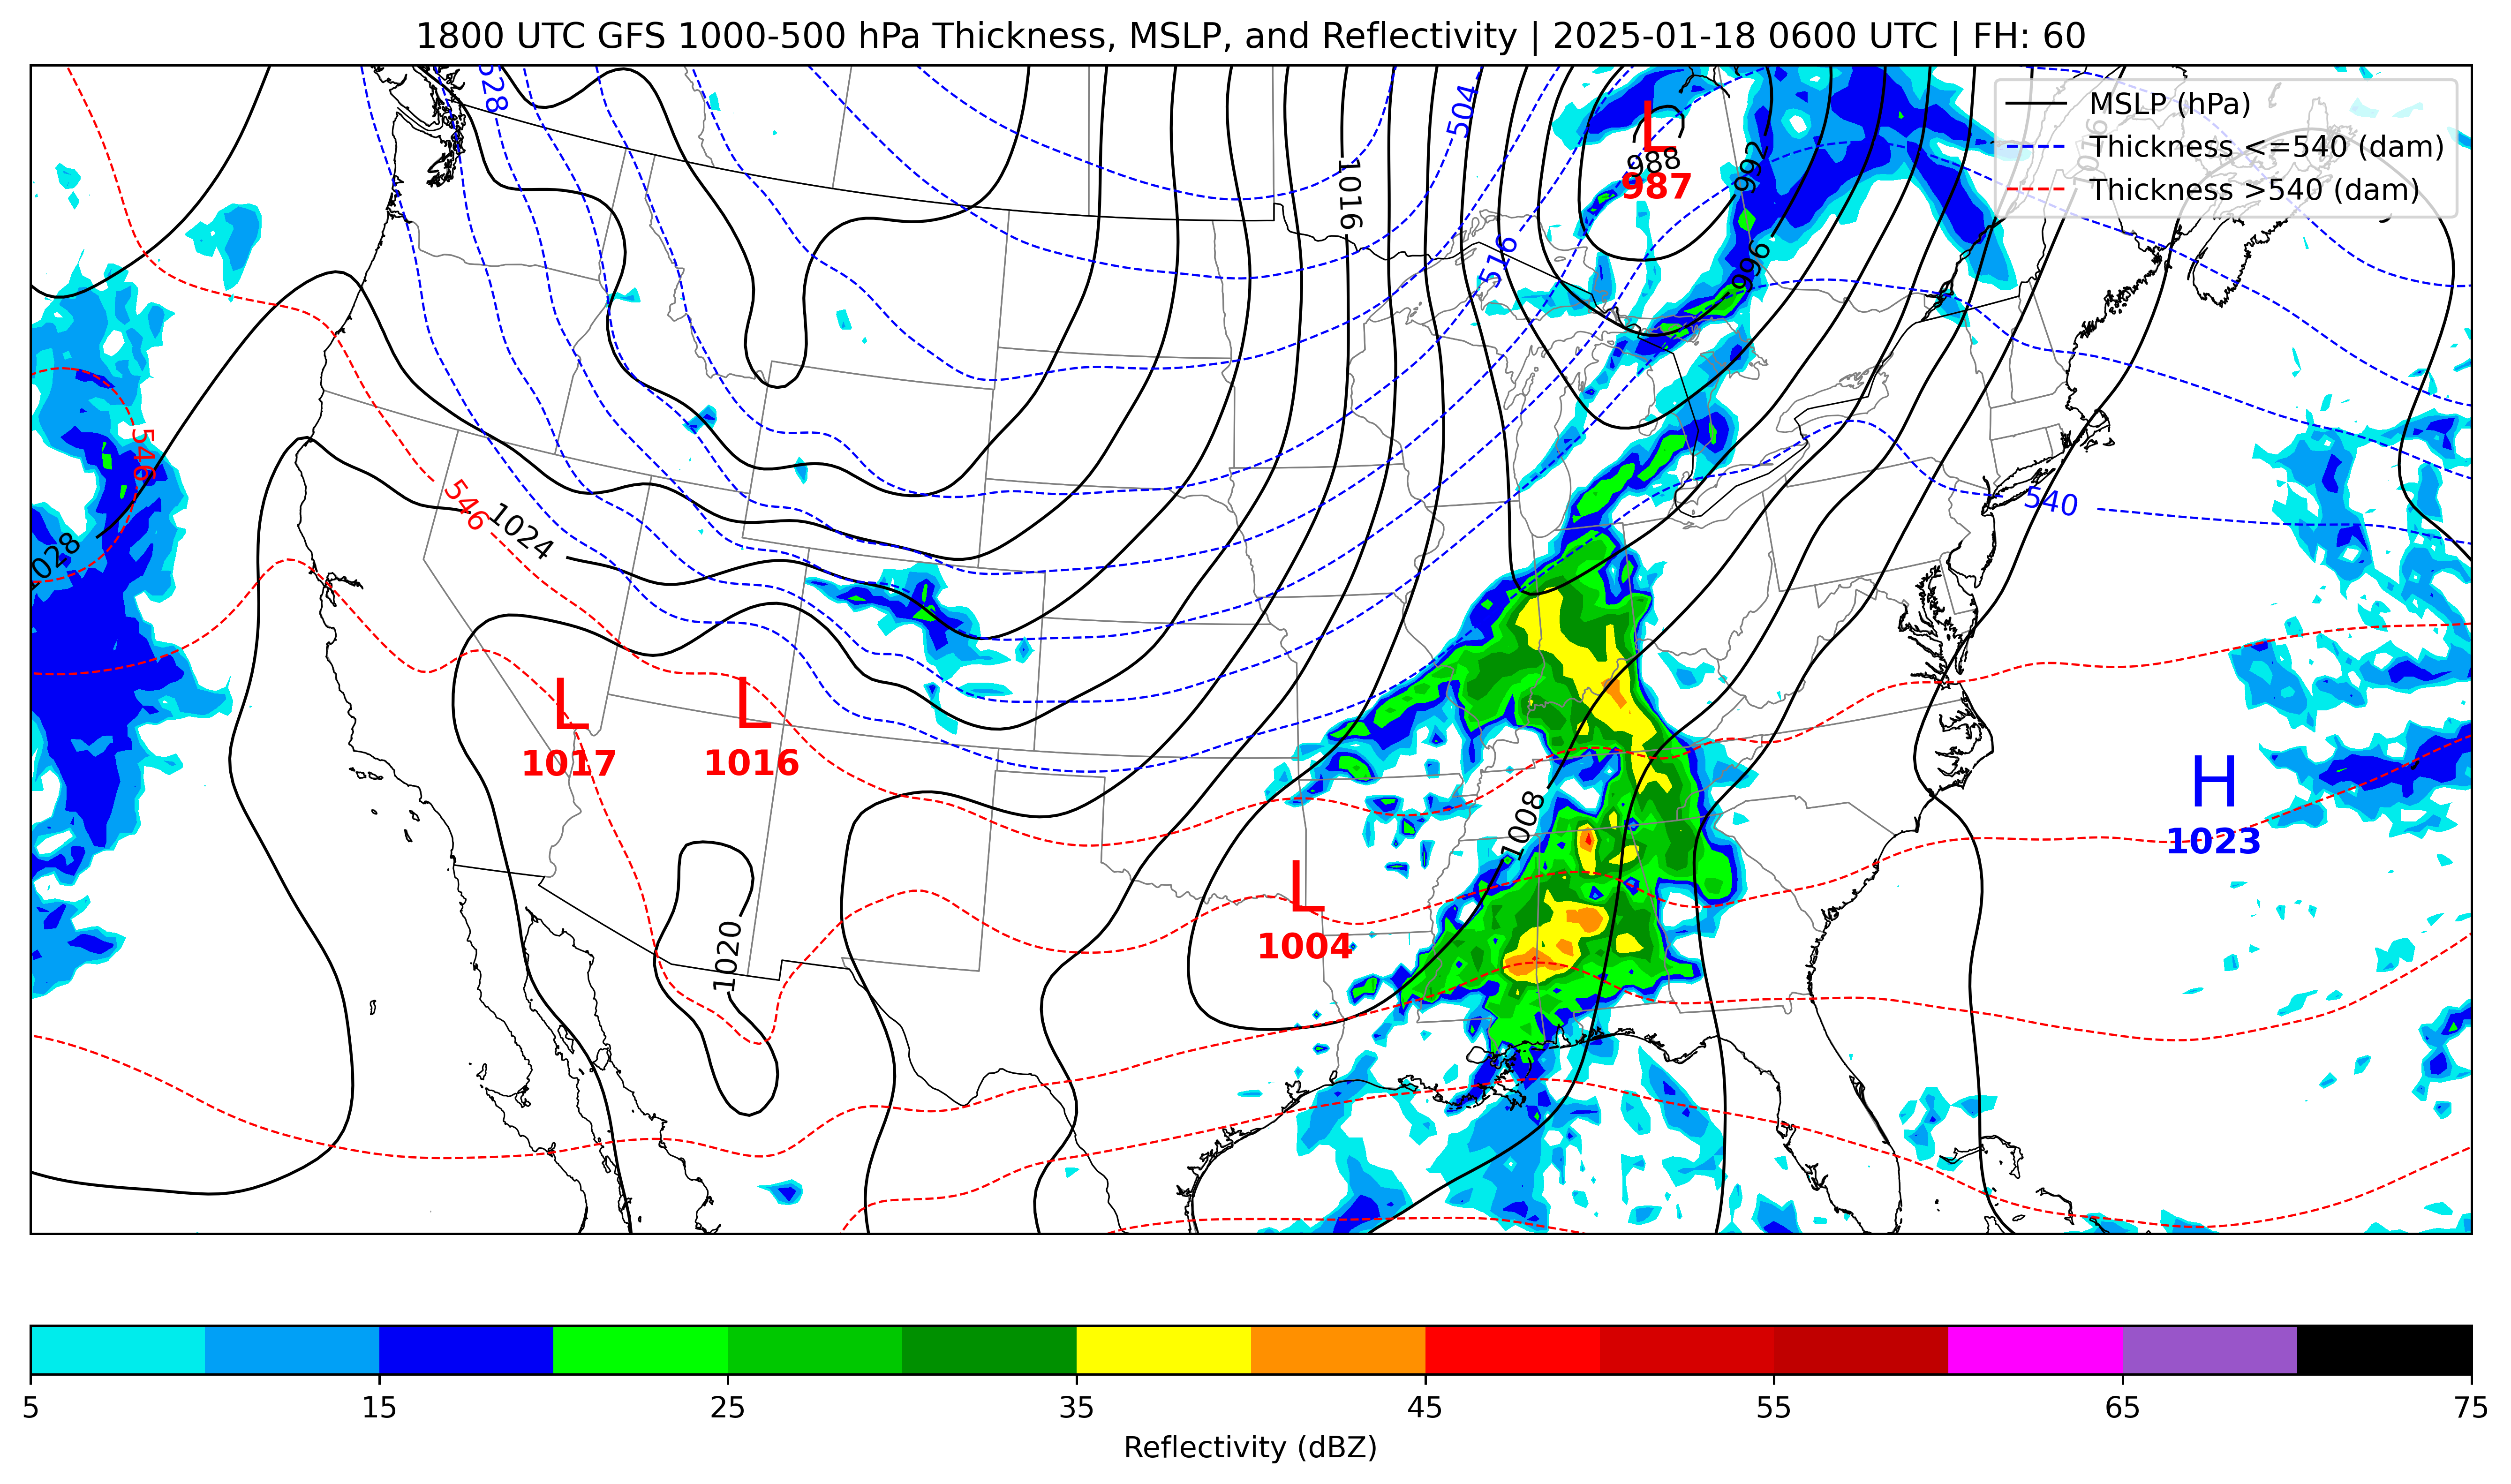 1800 UTC GFS 1000-500 hPa Thickness, MSLP, and Reflectivity | 2025-01-18 0600 UTC | FH: 60
MSLP (hPa)
Thickness <=540 (dam)
Thickness >540 (dam)
528
504
L
988
987
992
1016
516
996
546
546
1024
540
1028
L
1017
L
1016
H
1023
1008
L
1004
1020
5 15 25 35 45 55 65 75
Reflectivity (dBZ)